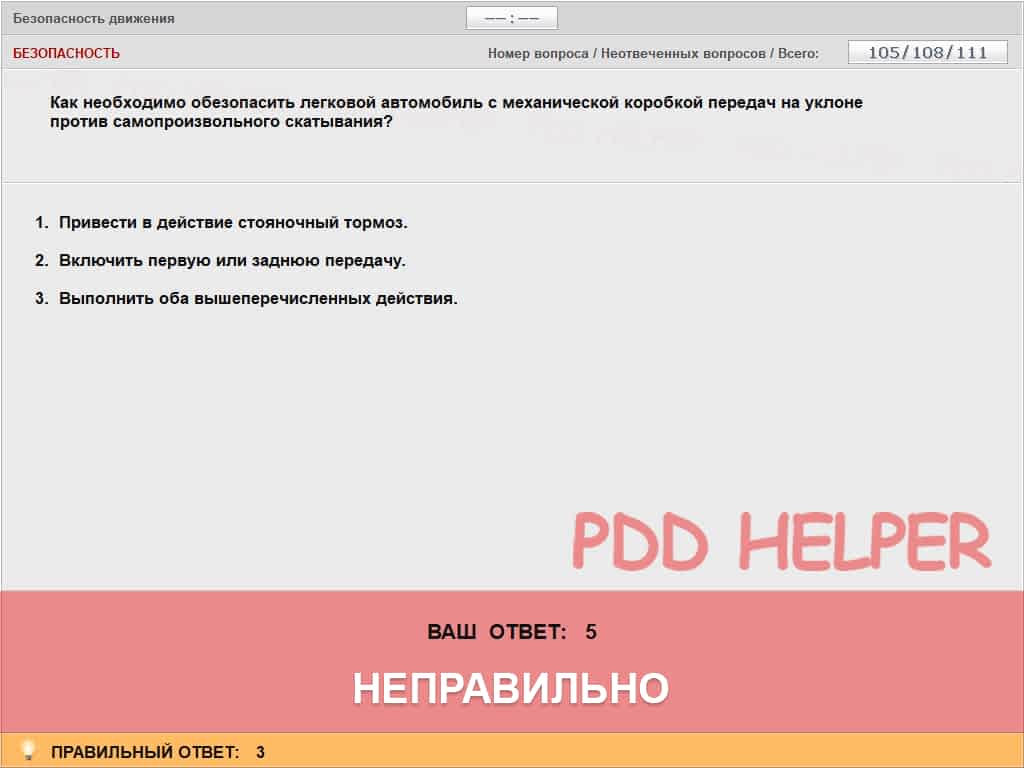 Безопасность движения
-- : --
БЕЗОПАСНОСТЬ
Номер вопроса / Неотвеченных вопросов / Всего:
105/108/111
Как необходимо обезопасить легковой автомобиль с механической коробкой передач на уклоне
против самопроизвольного скатывания?
1. Привести в действие стояночный тормоз.
2. Включить первую или заднюю передачу.
3. Выполнить оба вышеперечисленных действия.
PDD HELPER
ВАШ ОТВЕТ: 5
НЕПРАВИЛЬНО
ПРАВИЛЬНЫЙ ОТВЕТ: 3